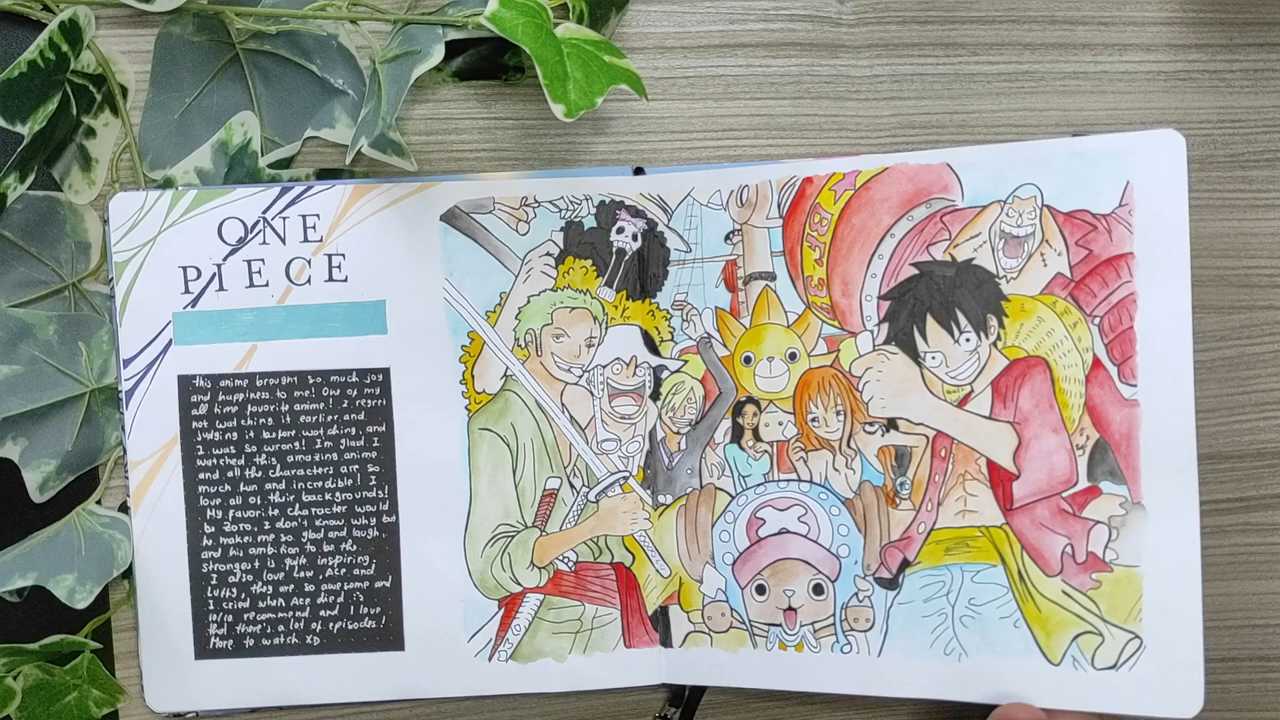 ONE
PIECE
this anime brought so much joy
and happiness to me! One of my
all time favorite anime! I regret
not watching it earlier and
judging it before watching, and
I was so wrong! I'm glad I
watched this amazing anime
and all the characters are so
much fun and incredible! I
love all of their backgrounds!
My favorite character would
be Zoro, I don't know why but
he makes me so glad and laugh,
and his ambition to be the
strongest is quite inspiring.
I also love Law, Ace and
Luffy, they are so awesome and
I cried when Ace died :')
10/10 recommend and I love
that there's a lot of episodes!
More to watch XD
BF 37